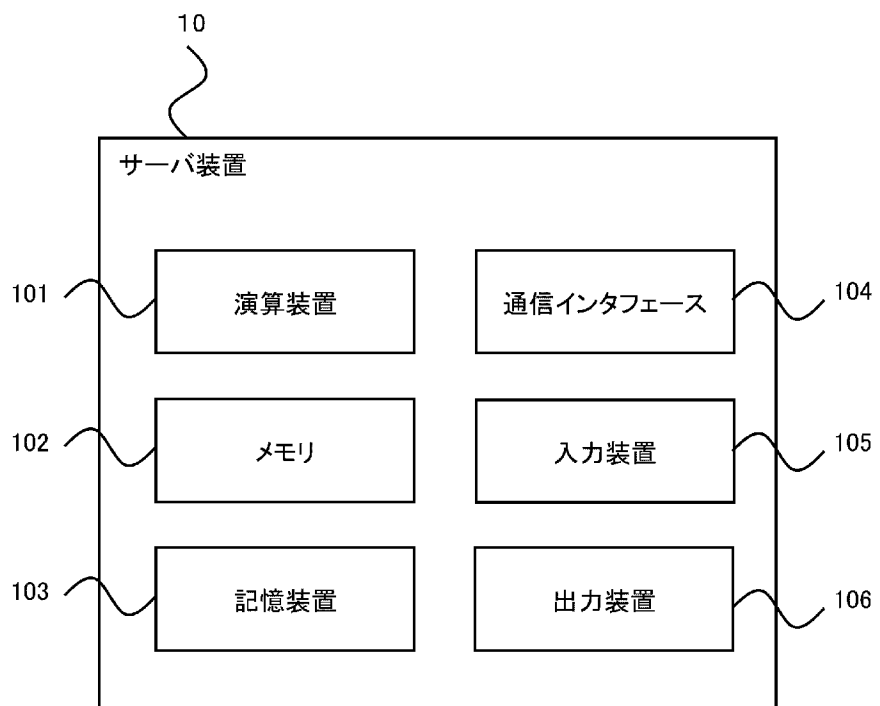 10
サーバ装置
101
演算装置
通信インタフェース
104
102
メモリ
入力装置
105
103
記憶装置
出力装置
106